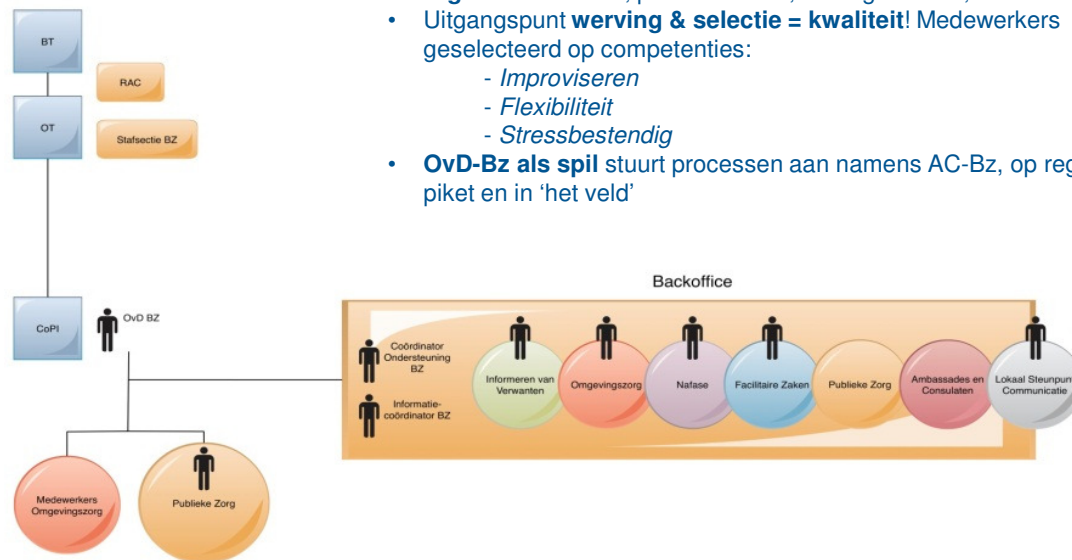 • Uitgangspunt werving & selectie = kwaliteit! Medewerkers
geselecteerd op competenties:
- Improviseren
- Flexibiliteit
- Stressbestendig
• OvD-Bz als spil stuurt processen aan namens AC-Bz, op
piket en in ‘het veld’
BT
RAC
OT
Stafsectie BZ
CoPI
OvD BZ
Medewerkers
Omgevingszorg
Publieke Zorg
Backoffice
Coördinator
Ondersteuning
BZ
Informatie-
coördinator BZ
Informeren van
Verwanten
Omgevingszorg
Nafase
Facilitaire Zaken
Publieke Zorg
Ambassades en
Consulaten
Lokaal Steunpunt
Communicatie